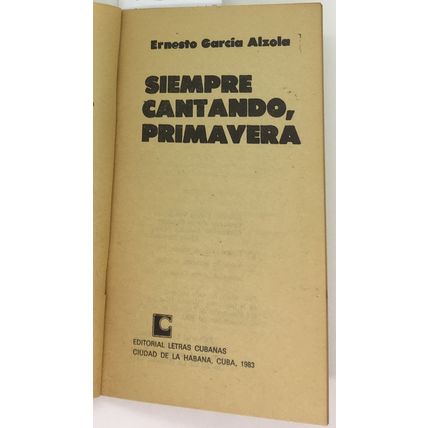 Ernesto García Alzola
SIEMPRE
CANTANDO,
PRIMAVERA
EDITORIAL LETRAS CUBANAS
CIUDAD DE LA HABANA, CUBA, 1983